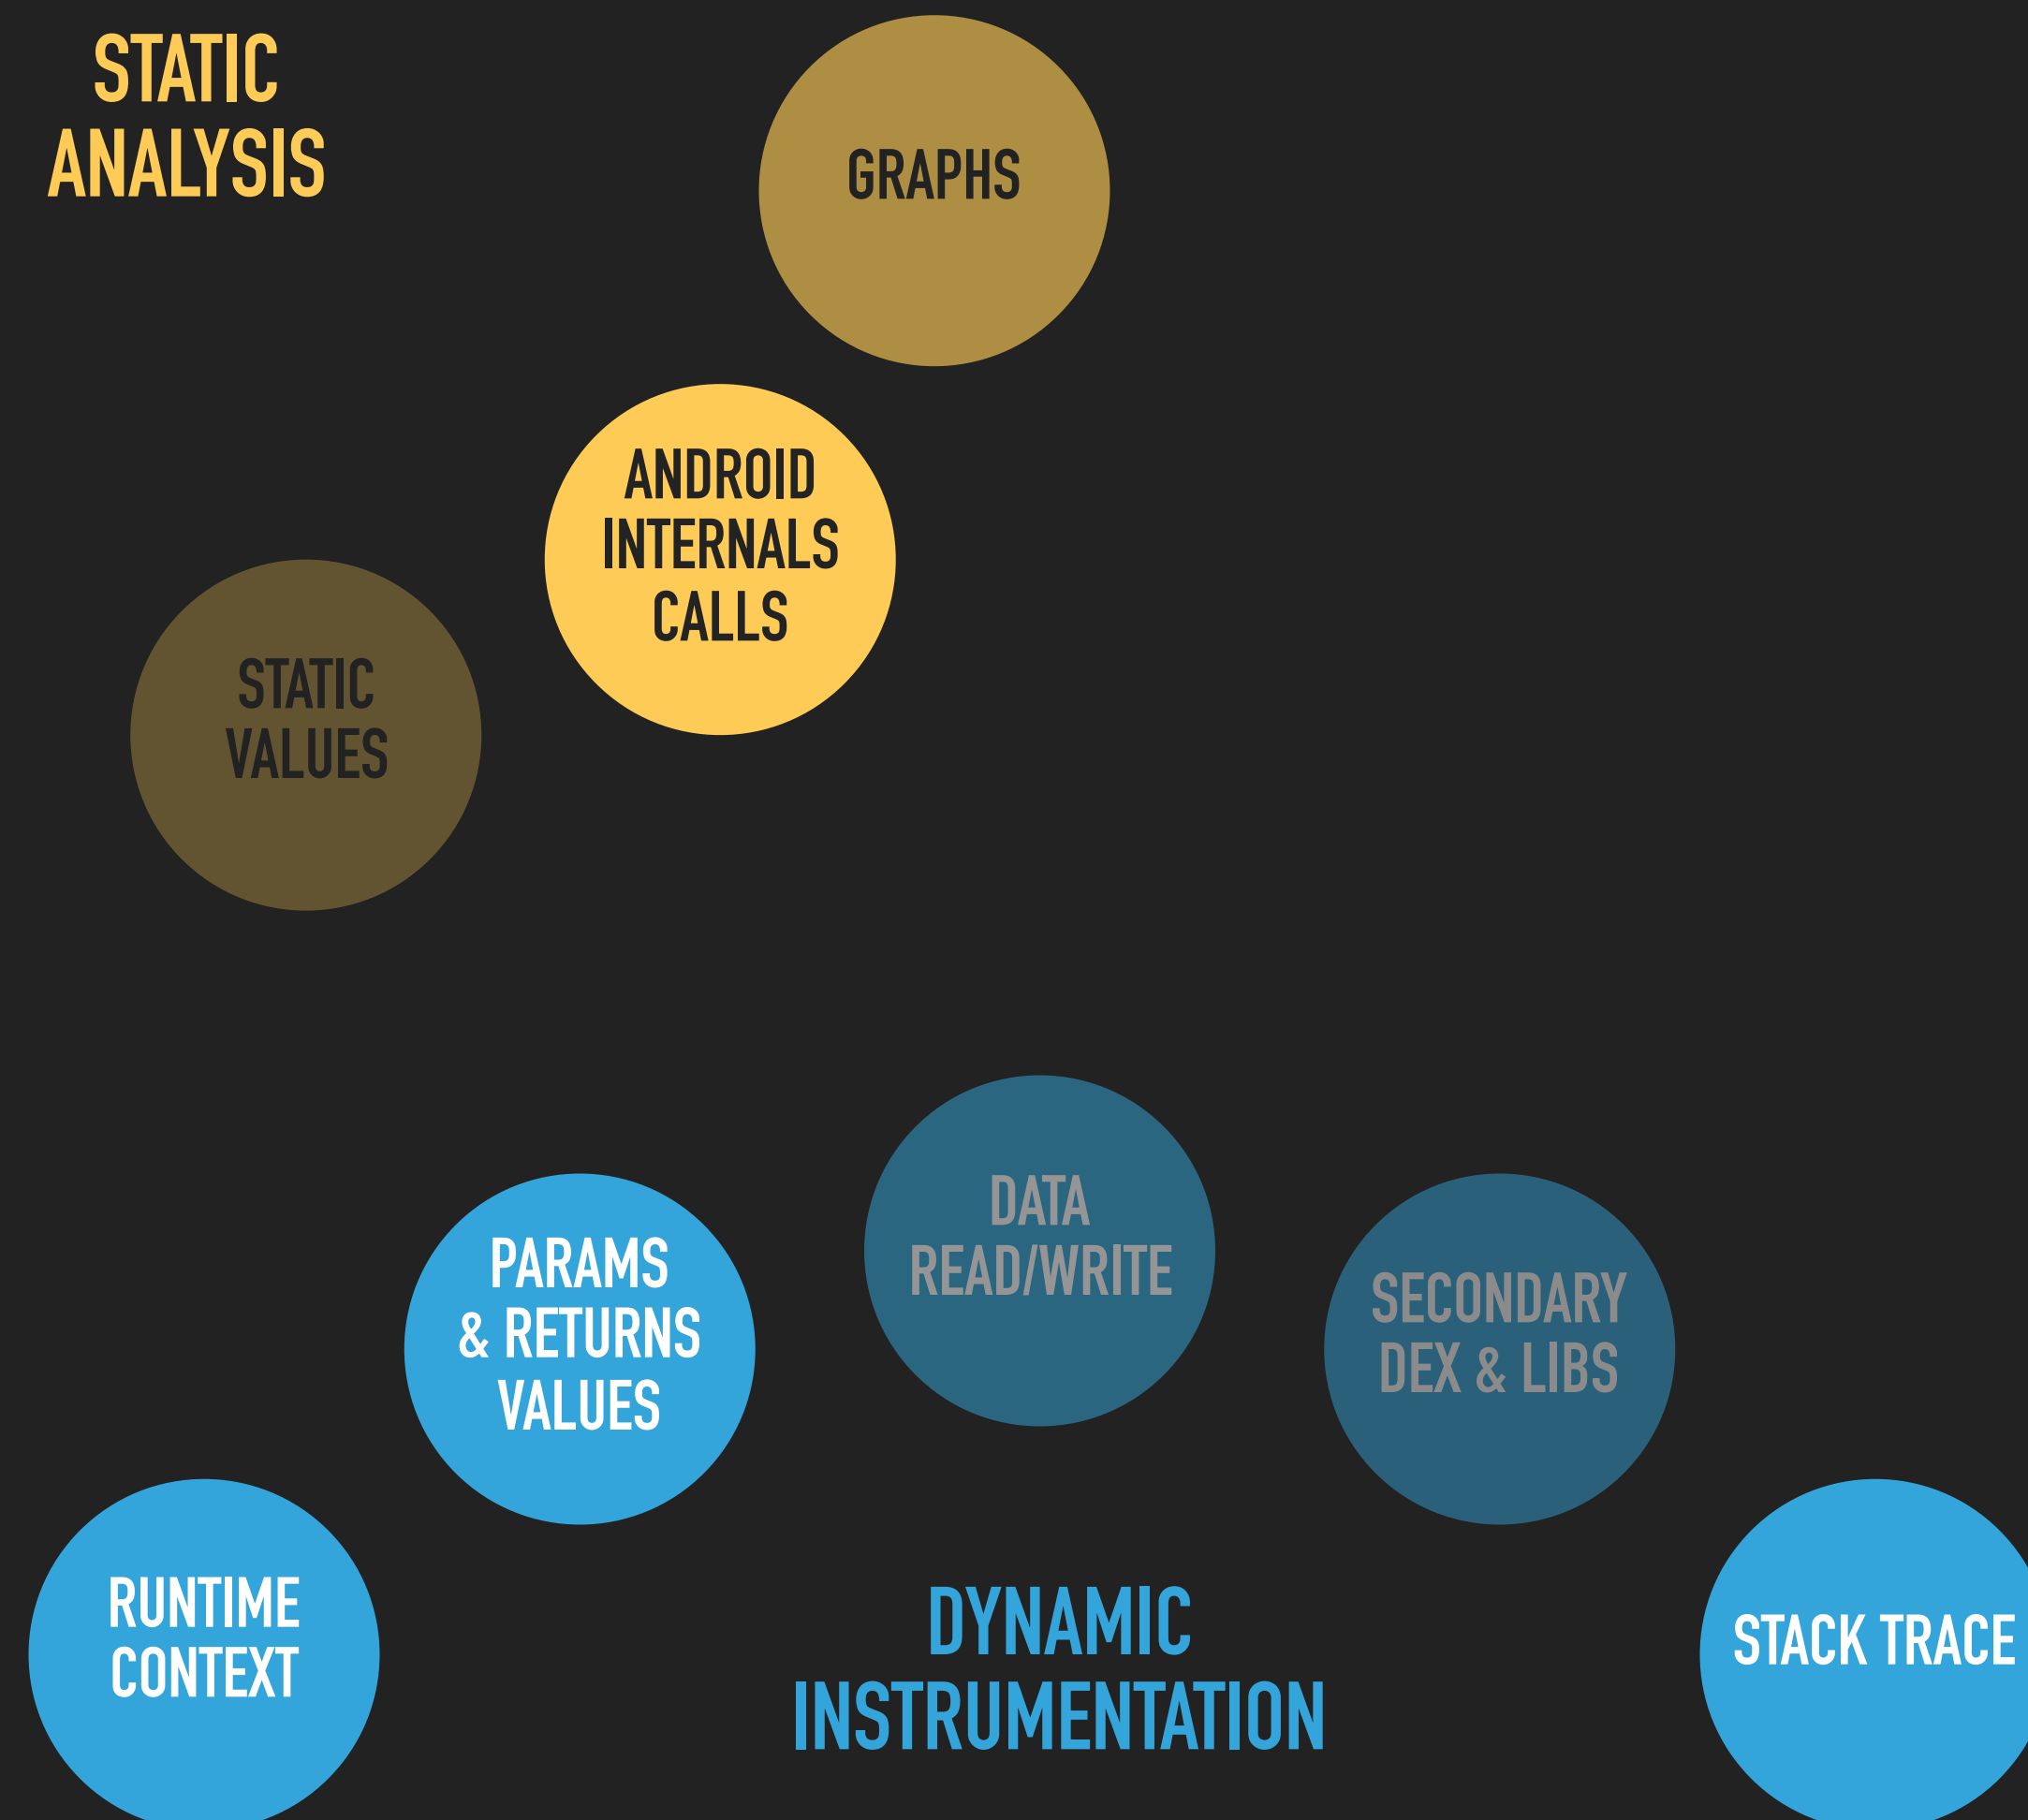 STATIC
ANALYSIS
GRAPHS
ANDROID
INTERNALS
CALLS
STATIC
VALUES
DATA
READ/WRITE
PARAMS
& RETURNS
VALUES
SECONDARY
DEX & LIBS
RUNTIME
CONTEXT
DYNAMIC
INSTRUMENTATION
STACK TRACE